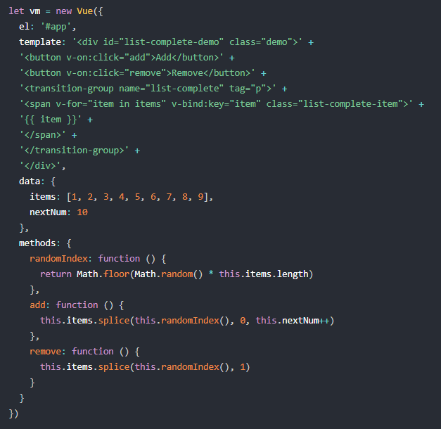 let vm = new Vue({
  el: '#app',
  template: '<div id="list-complete-demo" class="demo">' +
  '<button v-on:click="add">Add</button>' +
  '<button v-on:click="remove">Remove</button>' +
  '<transition-group name="list-complete" tag="p">' +
  '<span v-for="item in items" v-bind:key="item" class="list-complete-item">' +
  '{{ item }}' +
  '</span>' +
  '</transition-group>' +
  '</div>',
  data: {
    items: [1, 2, 3, 4, 5, 6, 7, 8, 9],
    nextNum: 10
  },
  methods: {
    randomIndex: function () {
      return Math.floor(Math.random() * this.items.length)
    },
    add: function () {
      this.items.splice(this.randomIndex(), 0, this.nextNum++)
    },
    remove: function () {
      this.items.splice(this.randomIndex(), 1)
    }
  }
})